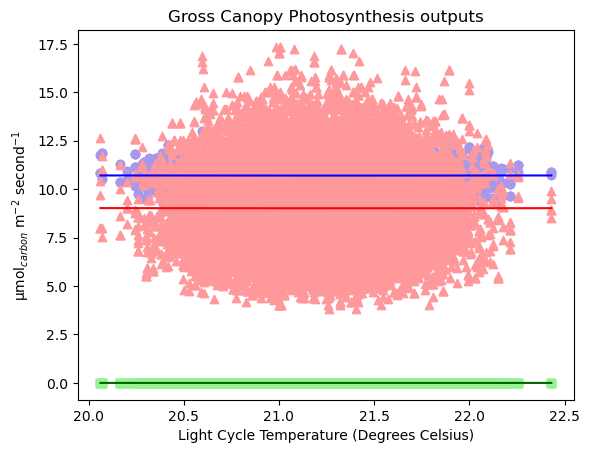 Gross Canopy Photosynthesis outputs
17.5
15.0
12.5
10.0
7.5
5.0
2.5
0.0
µmol_carbon m⁻² second⁻¹
20.0 20.5 21.0 21.5 22.0 22.5
Light Cycle Temperature (Degrees Celsius)